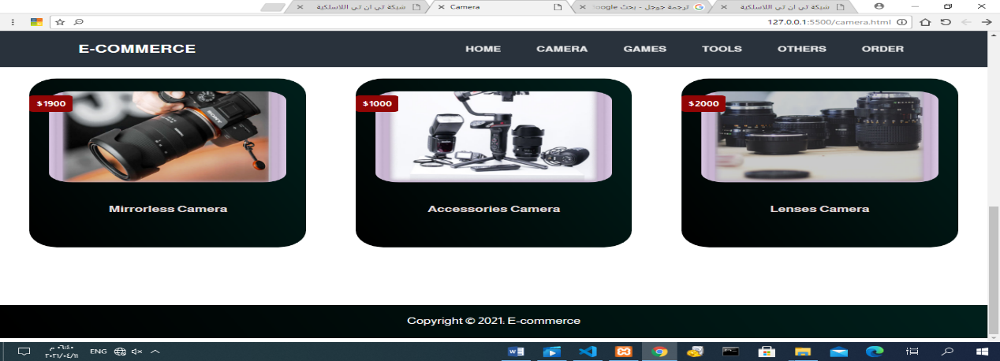 شبكة تي ان تي اللاسلكية
Camera
ترجمة جوجل - بحث Google
شبكة تي ان تي اللاسلكية
127.0.0.1:5500/camera.html
E-COMMERCE
HOME CAMERA GAMES TOOLS OTHERS ORDER
$1900
$1000
$2000
SONY
Mirrorless Camera
Accessories Camera
Lenses Camera
Copyright © 2021. E-commerce
ENG
٠٦:٤٠ م
٢٠٢١/٠٤/١١